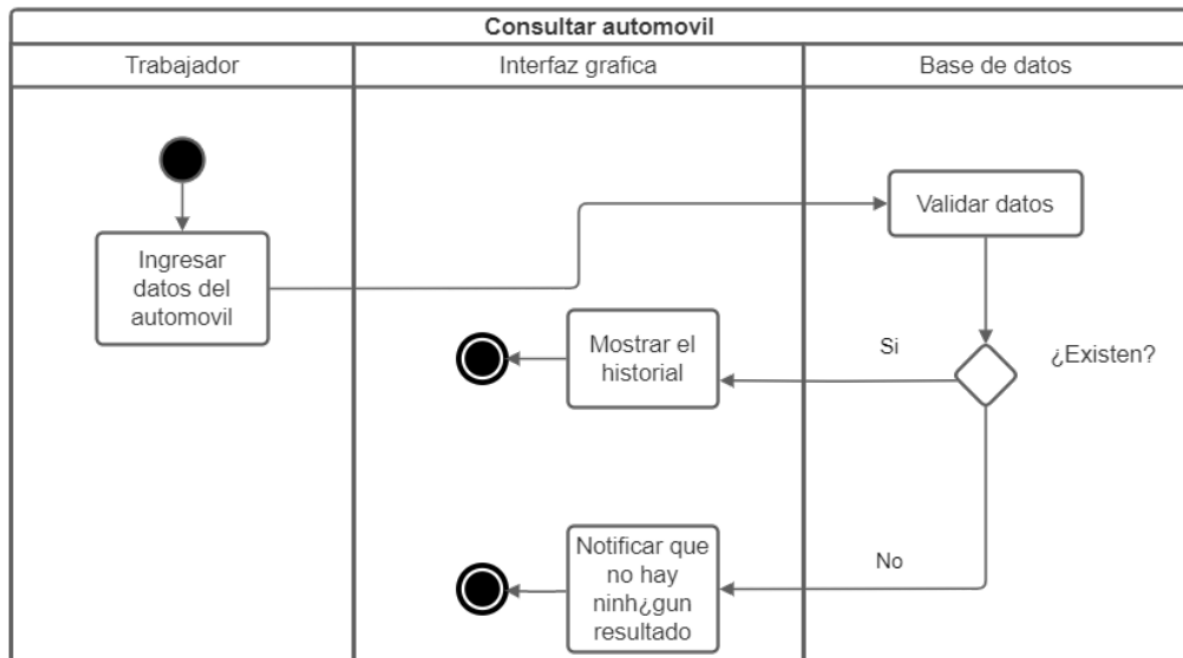 Consultar automovil
Trabajador
Interfaz grafica
Base de datos
Validar datos
Ingresar
datos del
automovil
Mostrar el
historial
Si
¿Existen?
Notificar que
no hay
ninh¿gun
resultado
No